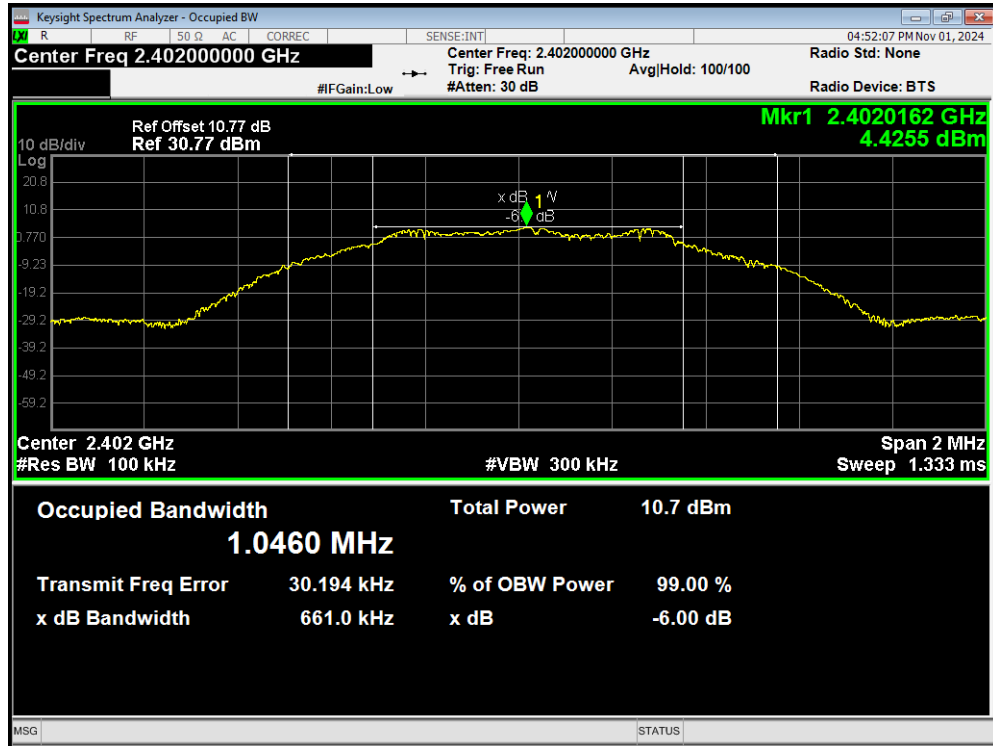 Keysight Spectrum Analyzer - Occupied BW
LXI R RF 50 Ω AC CORREC SENSE:INT 04:52:07 PM Nov 01, 2024
Center Freq 2.402000000 GHz
Center Freq: 2.402000000 GHz Radio Std: None
Trig: Free Run Avg|Hold: 100/100
#IFGain:Low #Atten: 30 dB Radio Device: BTS
Mkr1 2.4020162 GHz
4.4255 dBm
Ref Offset 10.77 dB
10 dB/div Ref 30.77 dBm
Log
20.8
x dB 1
10.8
-6 dB
0.770
-9.23
-19.2
-29.2
-39.2
-49.2
-59.2
Center 2.402 GHz Span 2 MHz
#Res BW 100 kHz #VBW 300 kHz Sweep 1.333 ms
Occupied Bandwidth Total Power 10.7 dBm
1.0460 MHz
Transmit Freq Error 30.194 kHz % of OBW Power 99.00 %
x dB Bandwidth 661.0 kHz x dB -6.00 dB
MSG STATUS